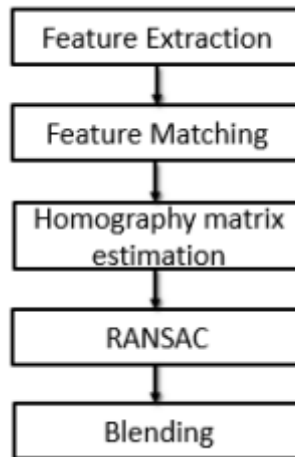 Feature Extraction
Feature Matching
Homography matrix
estimation
RANSAC
Blending